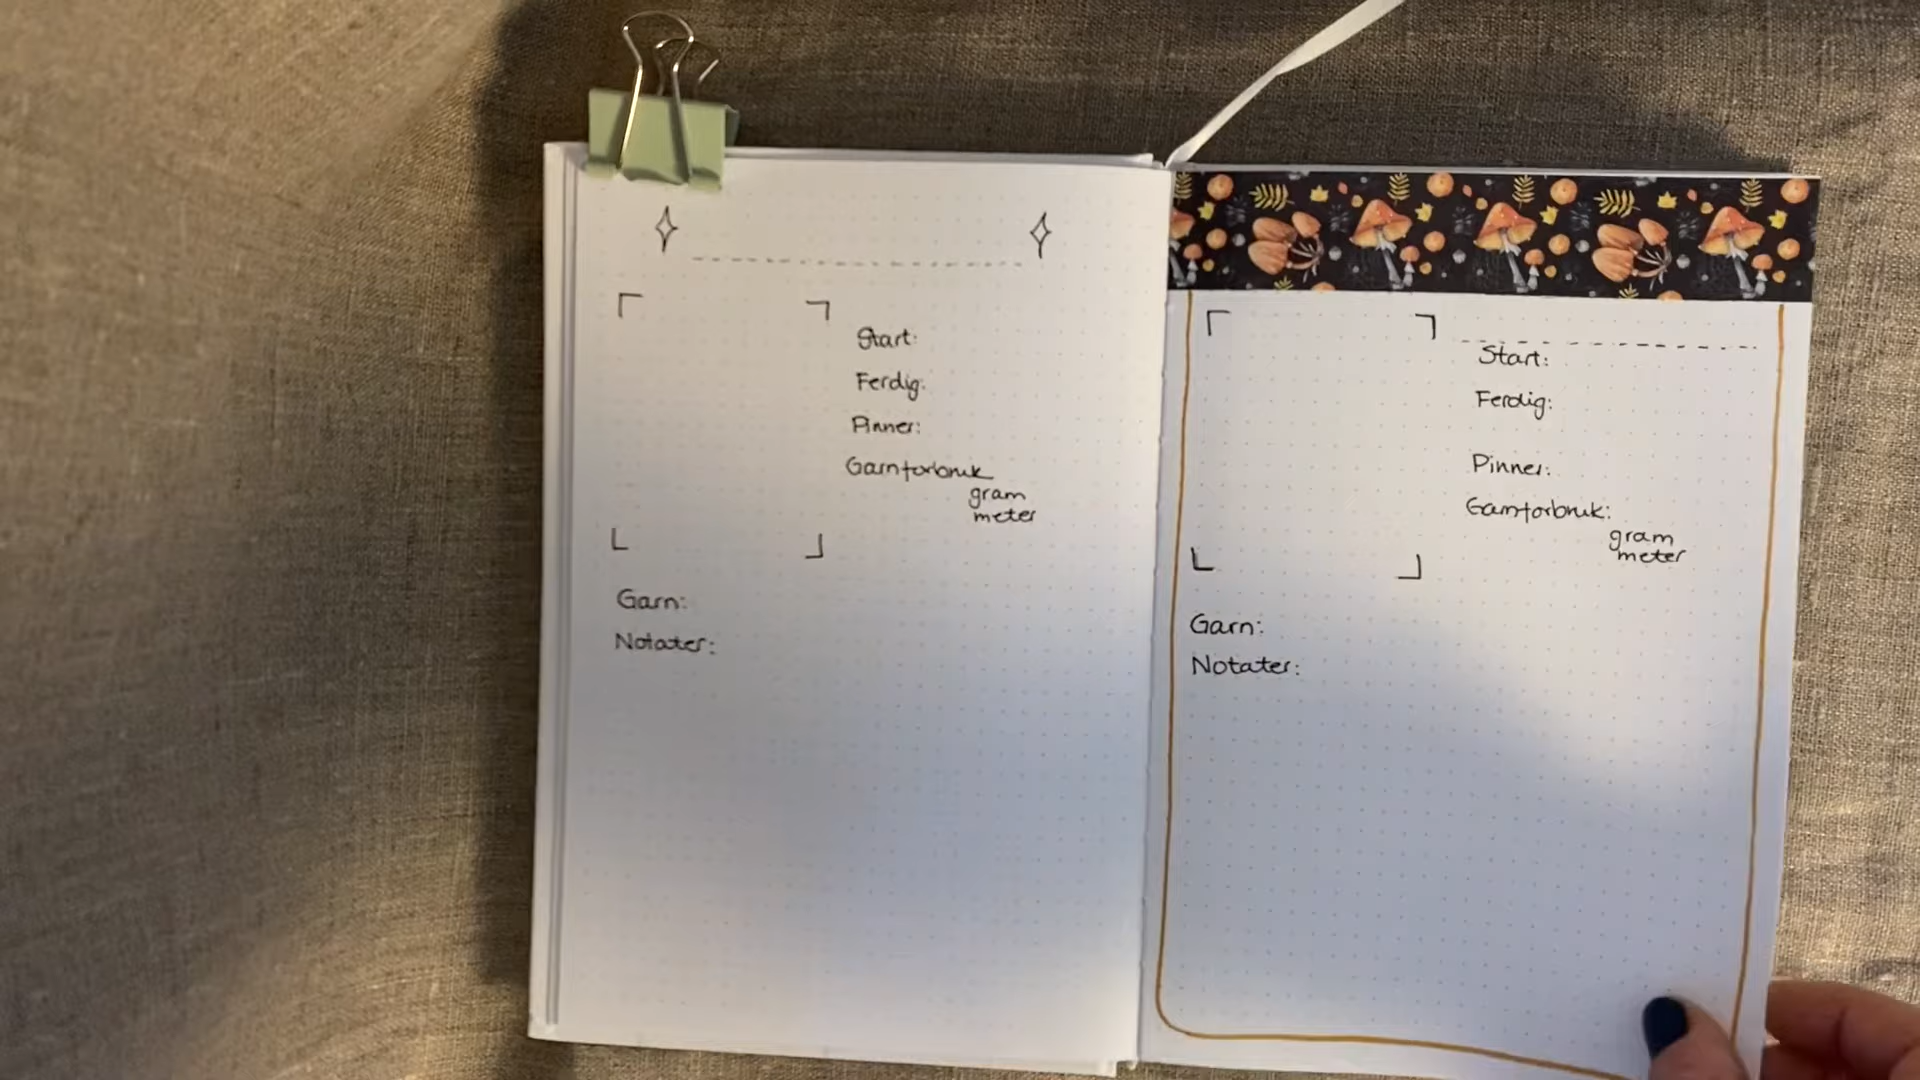 Start:
Ferdig:
Pinner:
Garnforbruk
gram
meter
Garn:
Notater:
Start:
Ferdig:
Pinner:
Garnforbruk:
gram
meter
Garn:
Notater: